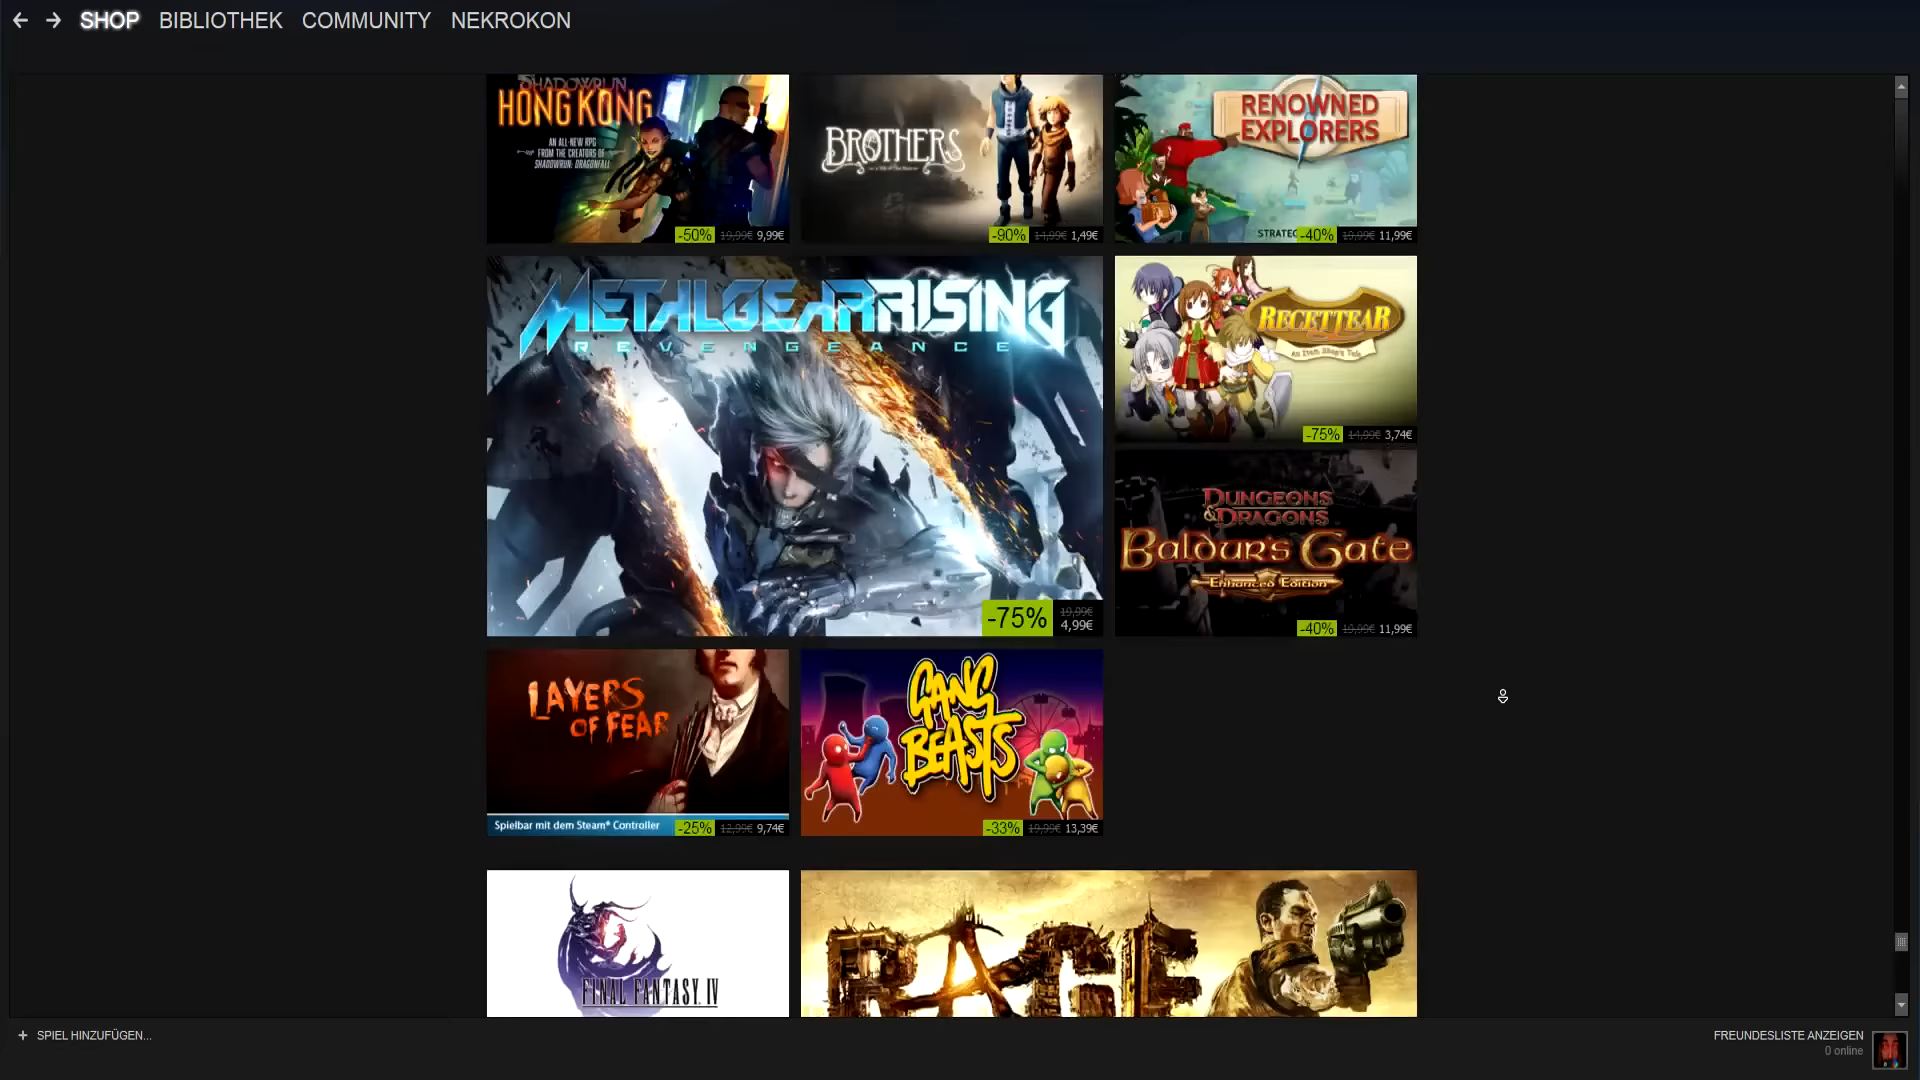 SHOP BIBLIOTHEK COMMUNITY NEKROKON
SHADOWRUN
HONG KONG
AN ALL-NEW RPG
FROM THE CREATORS OF
SHADOWRUN: DRAGONFALL
-50% 19,99€ 9,99€
BROTHERS
-90% 14,99€ 1,49€
RENOWNED
EXPLORERS
STRATEG
-40% 19,99€ 11,99€
METAL GEAR RISING
REVENGEANCE
-75% 19,99€
4,99€
RECETTEAR
An Item Shop's Tale
-75% 14,99€ 3,74€
DUNGEONS
& DRAGONS
Baldur's Gate
Enhanced Edition
-40% 19,99€ 11,99€
LAYERS
OF FEAR
Spielbar mit dem Steam® Controller
-25% 12,99€ 9,74€
GANG
BEASTS
-33% 19,99€ 13,39€
FINAL FANTASY IV
RAGE
+ SPIEL HINZUFÜGEN...
FREUNDESLISTE ANZEIGEN
0 online